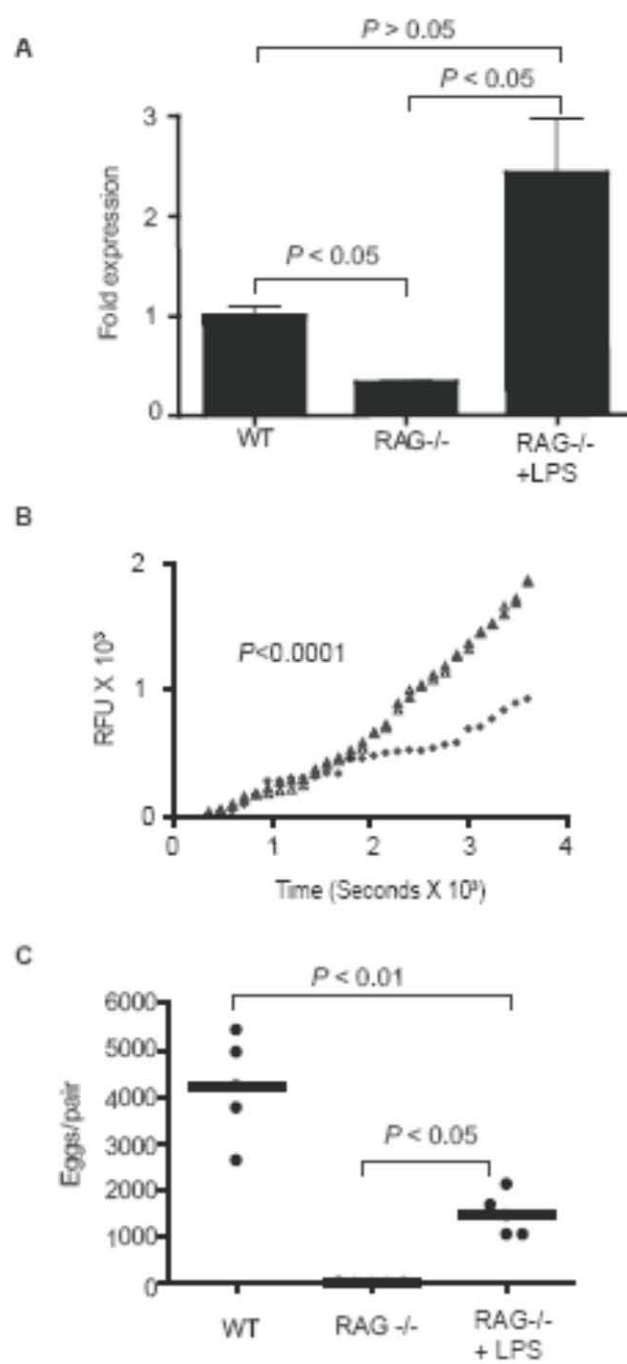 A
P > 0.05
P < 0.05
3
2
P < 0.05
1
0
Fold expression
WT
RAG-/-
RAG-/-
+LPS
B
2
P<0.0001
1
0
RFU X 10³
0
1
2
3
4
Time (Seconds X 10³)
C
P < 0.01
6000
5000
4000
3000
P < 0.05
2000
1000
0
Eggs/pair
WT
RAG -/-
RAG-/-
+ LPS